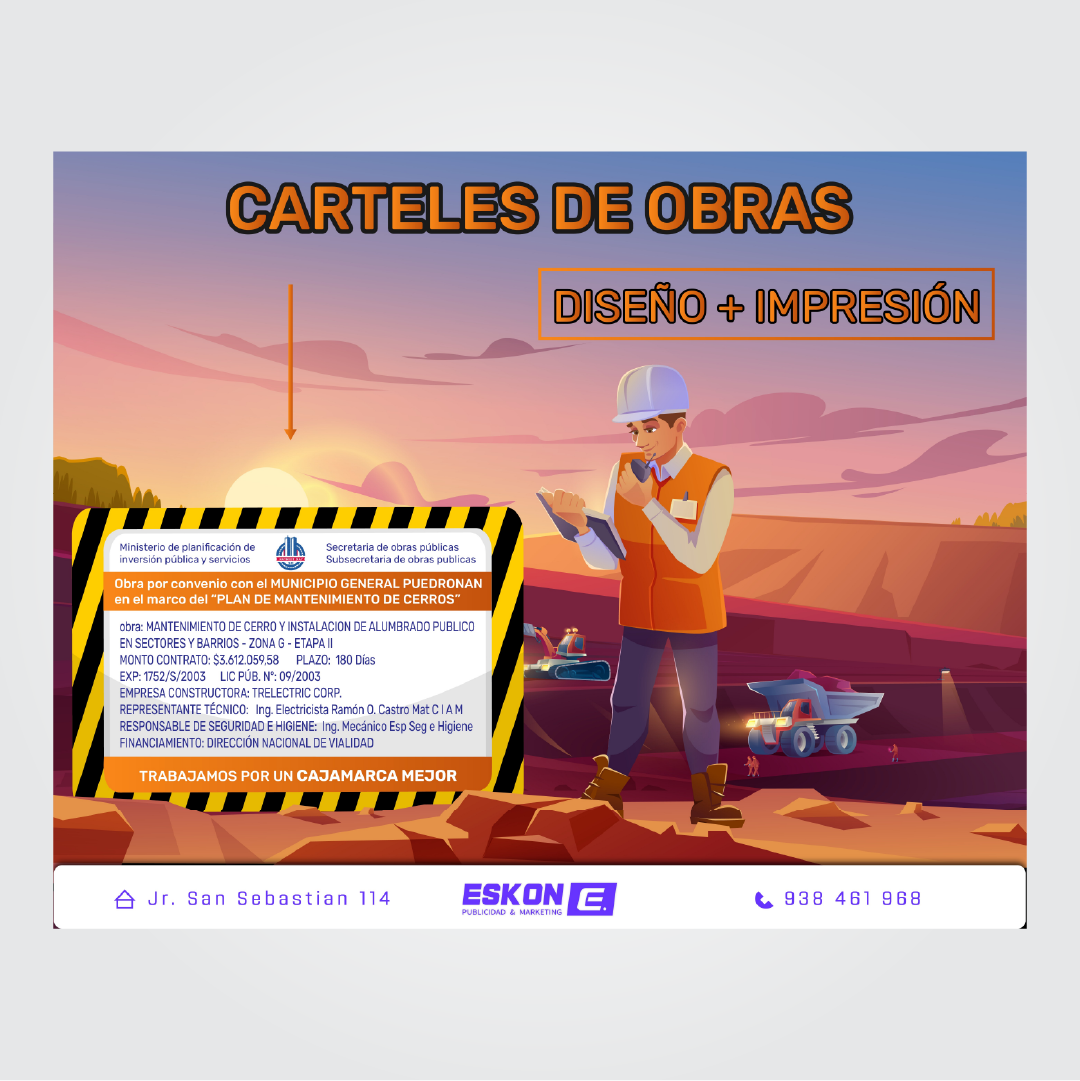 CARTELES DE OBRAS
DISEÑO + IMPRESIÓN
Ministerio de planificación de
inversión pública y servicios
Secretaria de obras públicas
Subsecretaria de obras publicas
Obra por convenio con el MUNICIPIO GENERAL PUEDRONAN
en el marco del “PLAN DE MANTENIMIENTO DE CERROS”
obra: MANTENIMIENTO DE CERRO Y INSTALACION DE ALUMBRADO PUBLICO
EN SECTORES Y BARRIOS - ZONA G - ETAPA II
MONTO CONTRATO: $3.612.059,58 PLAZO: 180 Días
EXP: 1752/S/2003 LIC PÚB. N°: 09/2003
EMPRESA CONSTRUCTORA: TRELECTRIC CORP.
REPRESENTANTE TÉCNICO: Ing. Electricista Ramón O. Castro Mat C I A M
RESPONSABLE DE SEGURIDAD E HIGIENE: Ing. Mecánico Esp Seg e Higiene
FINANCIAMIENTO: DIRECCIÓN NACIONAL DE VIALIDAD
TRABAJAMOS POR UN CAJAMARCA MEJOR
Jr. San Sebastian 114
ESKON E.
PUBLICIDAD & MARKETING
938 461 968